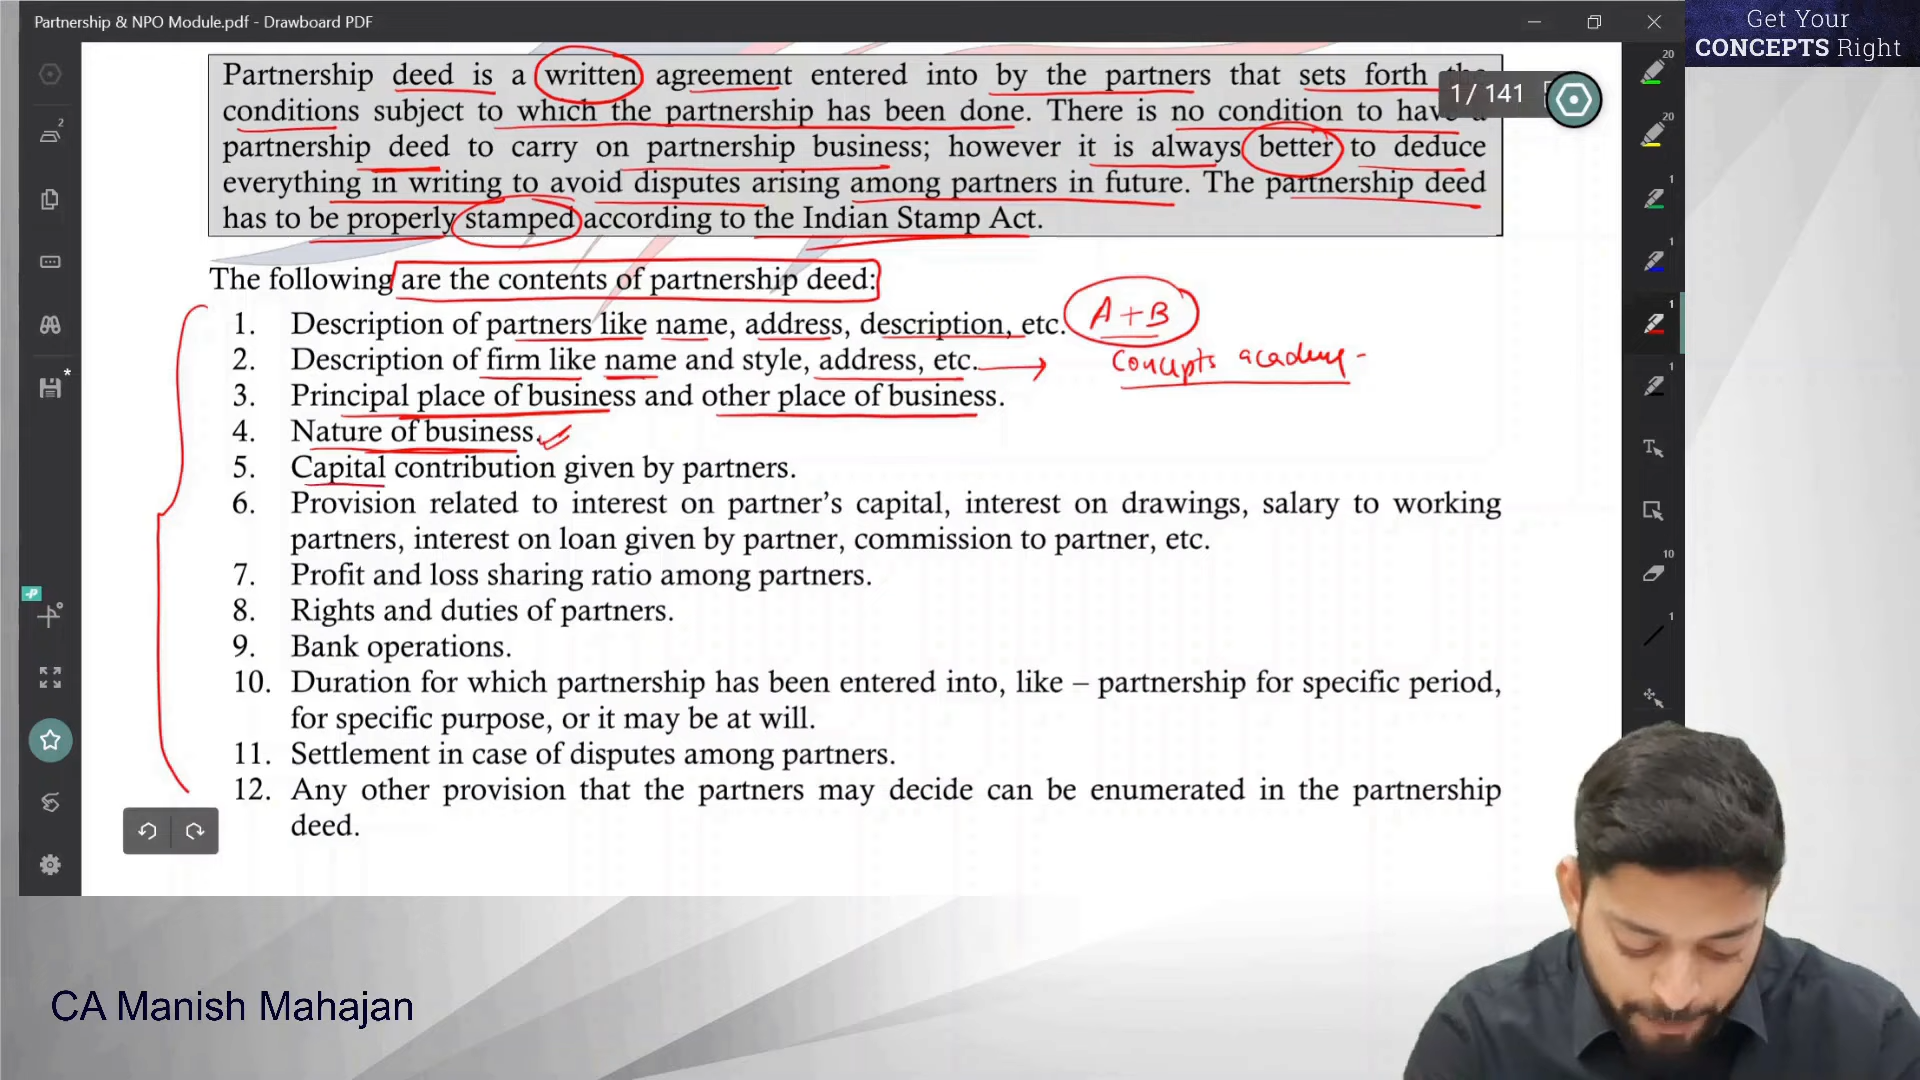 Partnership & NPO Module.pdf - Drawboard PDF
Get Your
CONCEPTS Right
Partnership deed is a written agreement entered into by the partners that sets forth the
conditions subject to which the partnership has been done. There is no condition to have a
partnership deed to carry on partnership business; however it is always better to deduce
everything in writing to avoid disputes arising among partners in future. The partnership deed
has to be properly stamped according to the Indian Stamp Act.
1 / 141
The following are the contents of partnership deed:
1. Description of partners like name, address, description, etc. A+B
2. Description of firm like name and style, address, etc. Concepts academy -
3. Principal place of business and other place of business.
4. Nature of business.
5. Capital contribution given by partners.
6. Provision related to interest on partner's capital, interest on drawings, salary to working
partners, interest on loan given by partner, commission to partner, etc.
7. Profit and loss sharing ratio among partners.
8. Rights and duties of partners.
9. Bank operations.
10. Duration for which partnership has been entered into, like – partnership for specific period,
for specific purpose, or it may be at will.
11. Settlement in case of disputes among partners.
12. Any other provision that the partners may decide can be enumerated in the partnership
deed.
2
20
20
1
1
1
10
1
CA Manish Mahajan